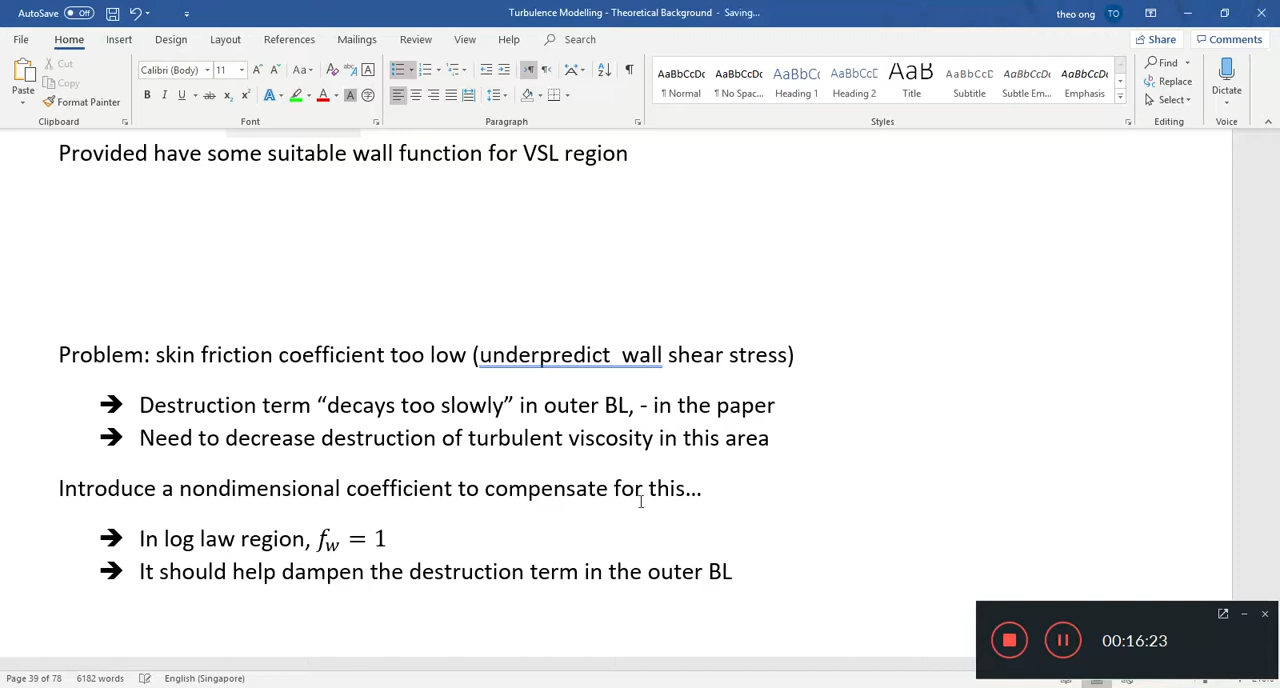 AutoSave Off Turbulence Modelling - Theoretical Background - Saving... theo ong TO
File Home Insert Design Layout References Mailings Review View Help Search Share Comments
Paste Cut Copy Format Painter Clipboard
Calibri (Body) 11 Aa A B I U ab x₂ x² A A A Font
Paragraph
AaBbCcDc ¶ Normal AaBbCcDc ¶ No Spac... AaBbCc Heading 1 AaBbCcC Heading 2 AaB Title AaBbCcD Subtitle AaBbCcDc Subtle Em... AaBbCcDc Emphasis Styles
Find Replace Select Editing
Dictate Voice
Provided have some suitable wall function for VSL region
Problem: skin friction coefficient too low (underpredict wall shear stress)
➔ Destruction term “decays too slowly” in outer BL, - in the paper
➔ Need to decrease destruction of turbulent viscosity in this area
Introduce a nondimensional coefficient to compensate for this...
➔ In log law region, f_w = 1
➔ It should help dampen the destruction term in the outer BL
00:16:23
Page 39 of 78 6182 words English (Singapore)